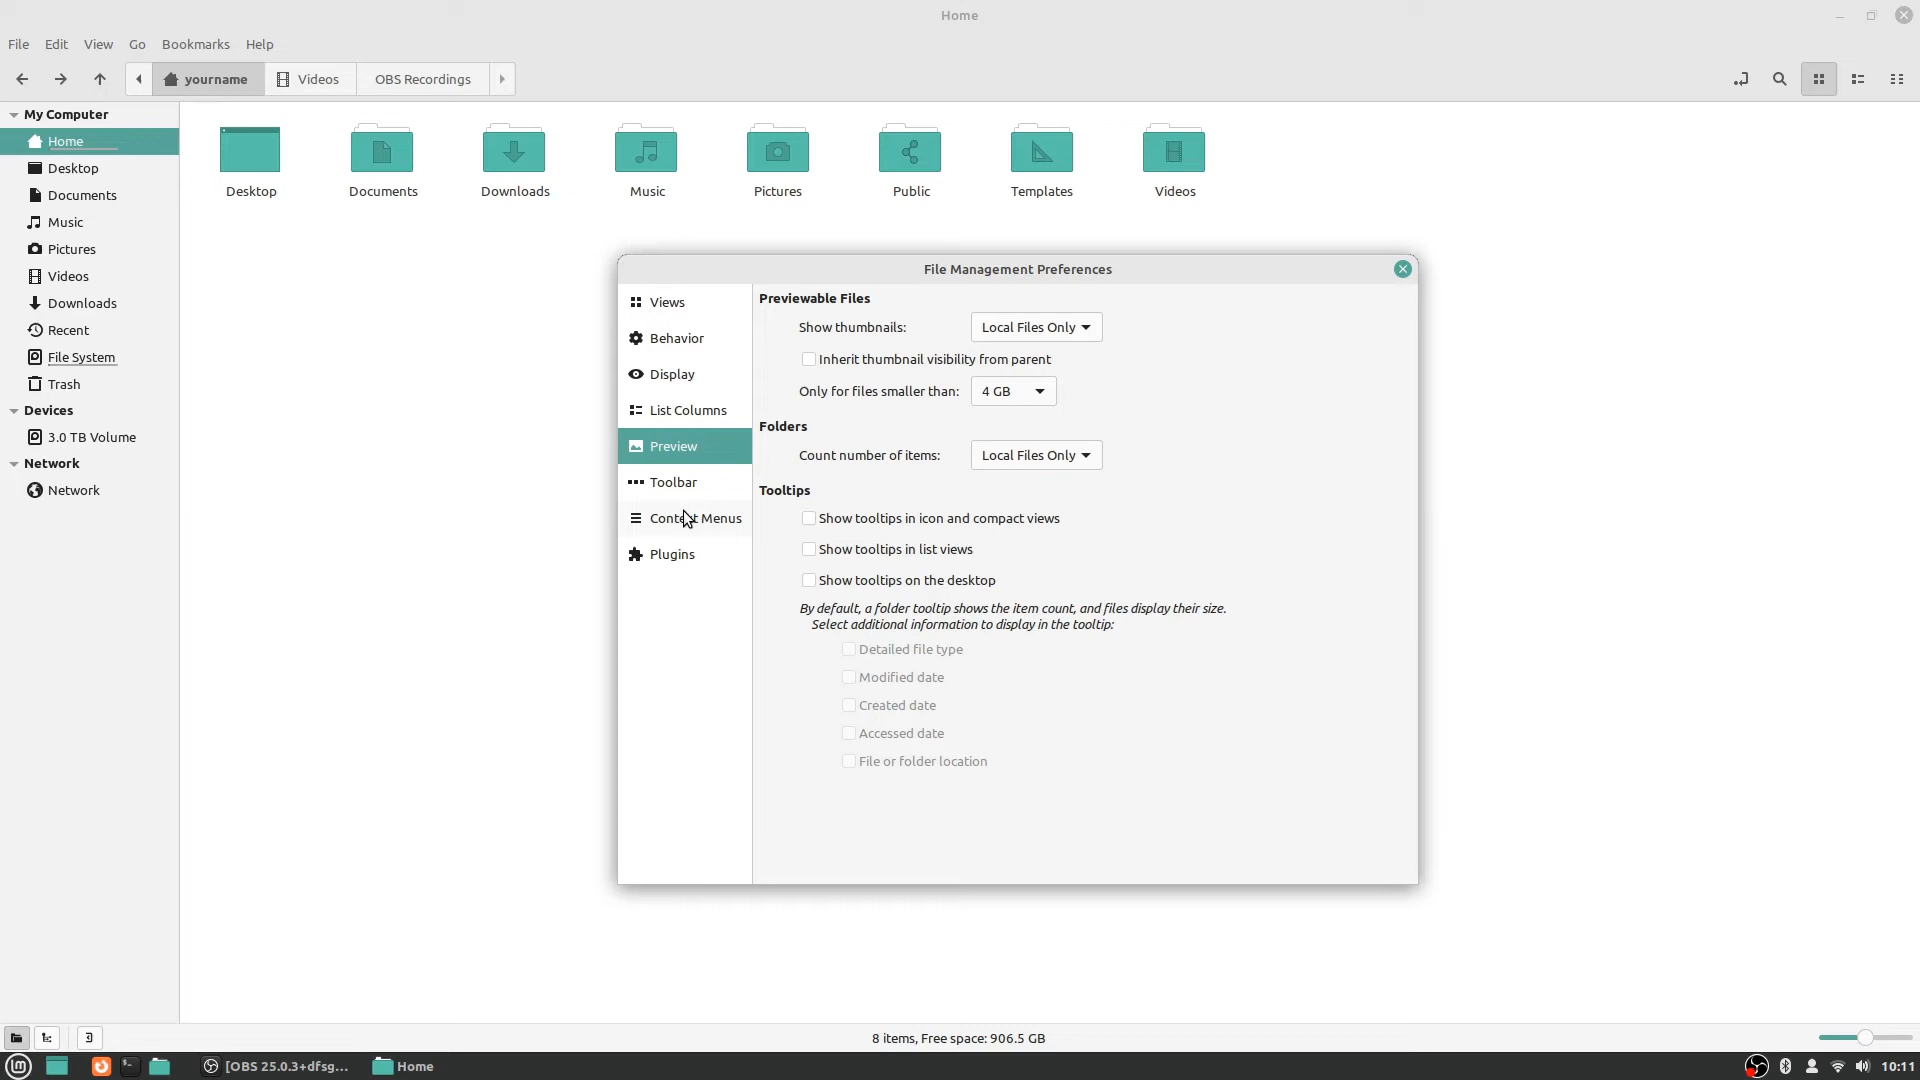 Home
File Edit View Go Bookmarks Help
yourname Videos OBS Recordings
My Computer
Home
Desktop
Documents
Music
Pictures
Videos
Downloads
Recent
File System
Trash
Devices
3.0 TB Volume
Network
Network
Desktop Documents Downloads Music Pictures Public Templates Videos
File Management Preferences
Views
Behavior
Display
List Columns
Preview
Toolbar
Context Menus
Plugins
Previewable Files
Show thumbnails: Local Files Only
Inherit thumbnail visibility from parent
Only for files smaller than: 4 GB
Folders
Count number of items: Local Files Only
Tooltips
Show tooltips in icon and compact views
Show tooltips in list views
Show tooltips on the desktop
By default, a folder tooltip shows the item count, and files display their size.
Select additional information to display in the tooltip:
Detailed file type
Modified date
Created date
Accessed date
File or folder location
8 items, Free space: 906.5 GB
[OBS 25.0.3+dfsg... Home 10:11